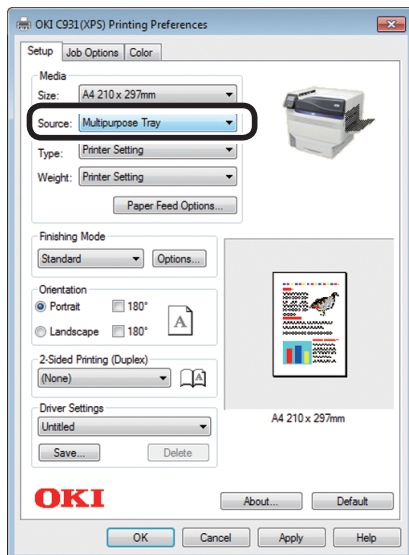 OKI C931(XPS) Printing Preferences
Setup Job Options Color
Media
Size: A4 210 x 297mm
Source: Multipurpose Tray
Type: Printer Setting
Weight: Printer Setting
Paper Feed Options...
Finishing Mode
Standard Options...
Orientation
Portrait 180°
Landscape 180°
A
2-Sided Printing (Duplex)
(None)
A
A4 210 x 297mm
Driver Settings
Untitled
Save... Delete
OKI About... Default
OK Cancel Apply Help